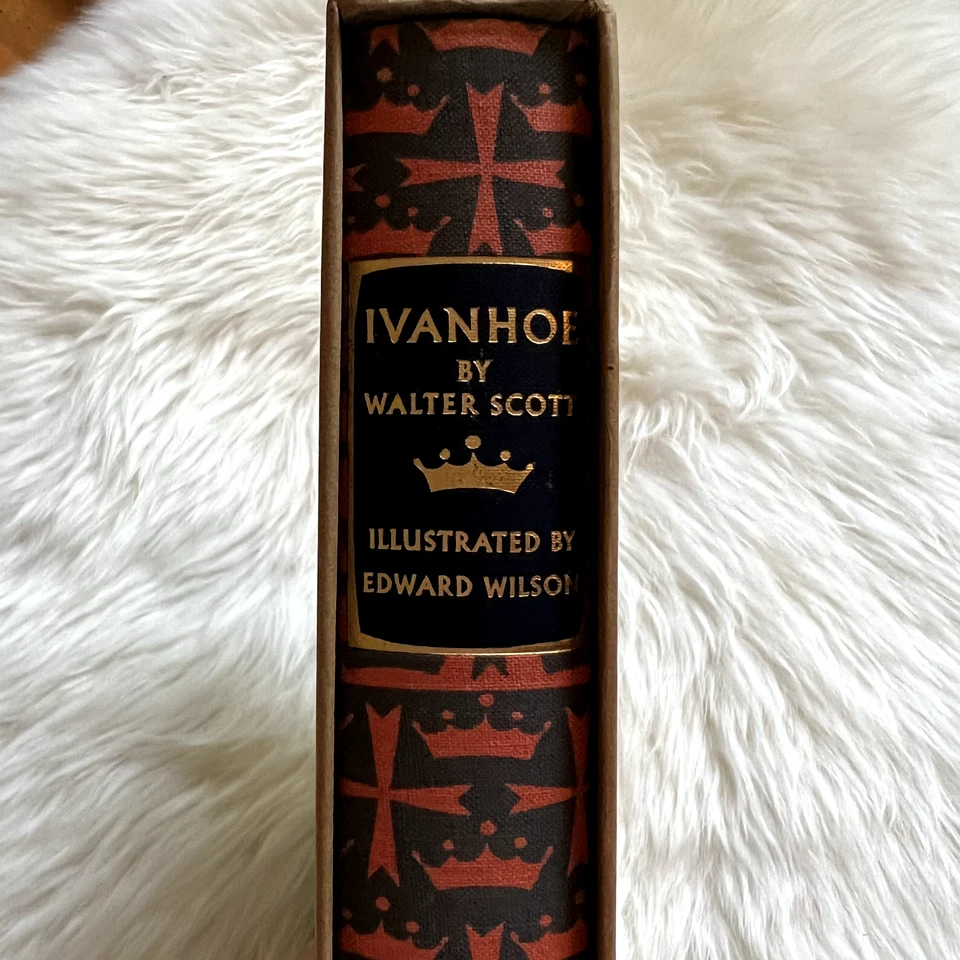 IVANHOE
BY
WALTER SCOTT
ILLUSTRATED BY
EDWARD WILSON